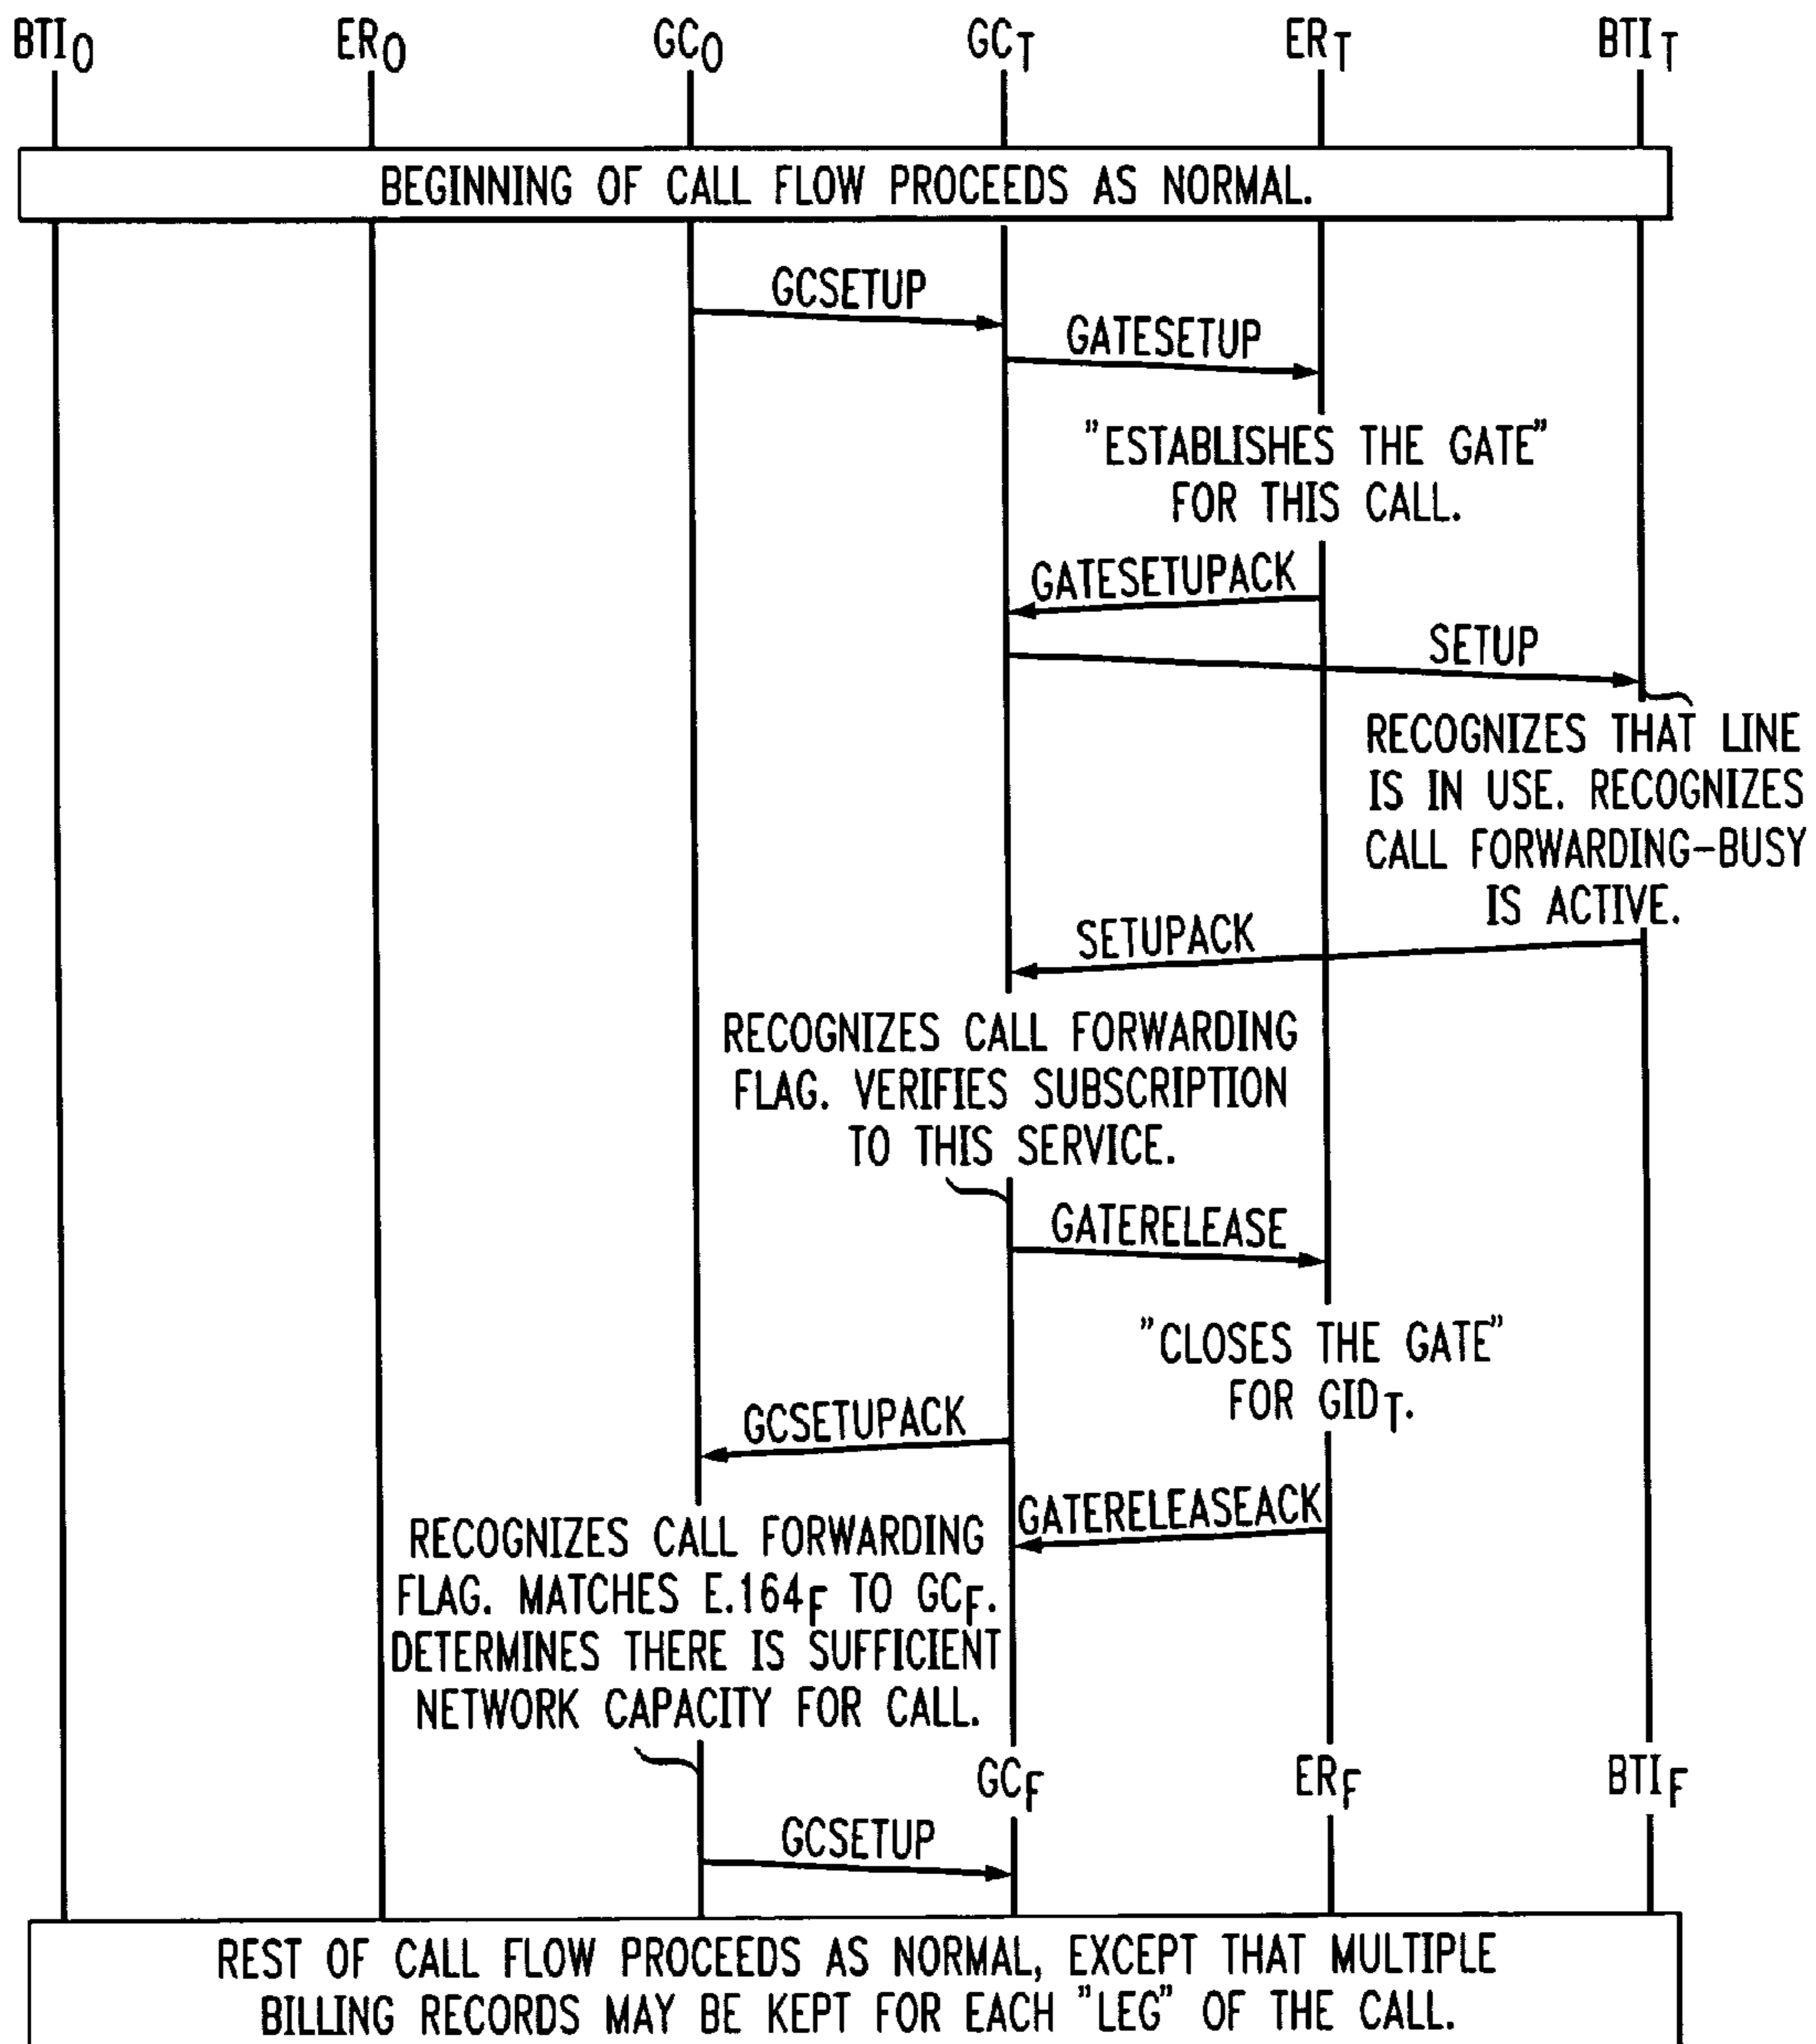 BTIO ERO GCO GCT ERT BTIT
BEGINNING OF CALL FLOW PROCEEDS AS NORMAL.
GCSETUP
GATESETUP
"ESTABLISHES THE GATE"
FOR THIS CALL.
GATESETUPACK
SETUP
RECOGNIZES THAT LINE
IS IN USE. RECOGNIZES
CALL FORWARDING-BUSY
IS ACTIVE.
SETUPACK
RECOGNIZES CALL FORWARDING
FLAG. VERIFIES SUBSCRIPTION
TO THIS SERVICE.
GATERELEASE
"CLOSES THE GATE"
FOR GIDT.
GCSETUPACK
GATERELEASEACK
RECOGNIZES CALL FORWARDING
FLAG. MATCHES E.164F TO GCF.
DETERMINES THERE IS SUFFICIENT
NETWORK CAPACITY FOR CALL.
GCF ERF BTIF
GCSETUP
REST OF CALL FLOW PROCEEDS AS NORMAL, EXCEPT THAT MULTIPLE
BILLING RECORDS MAY BE KEPT FOR EACH "LEG" OF THE CALL.